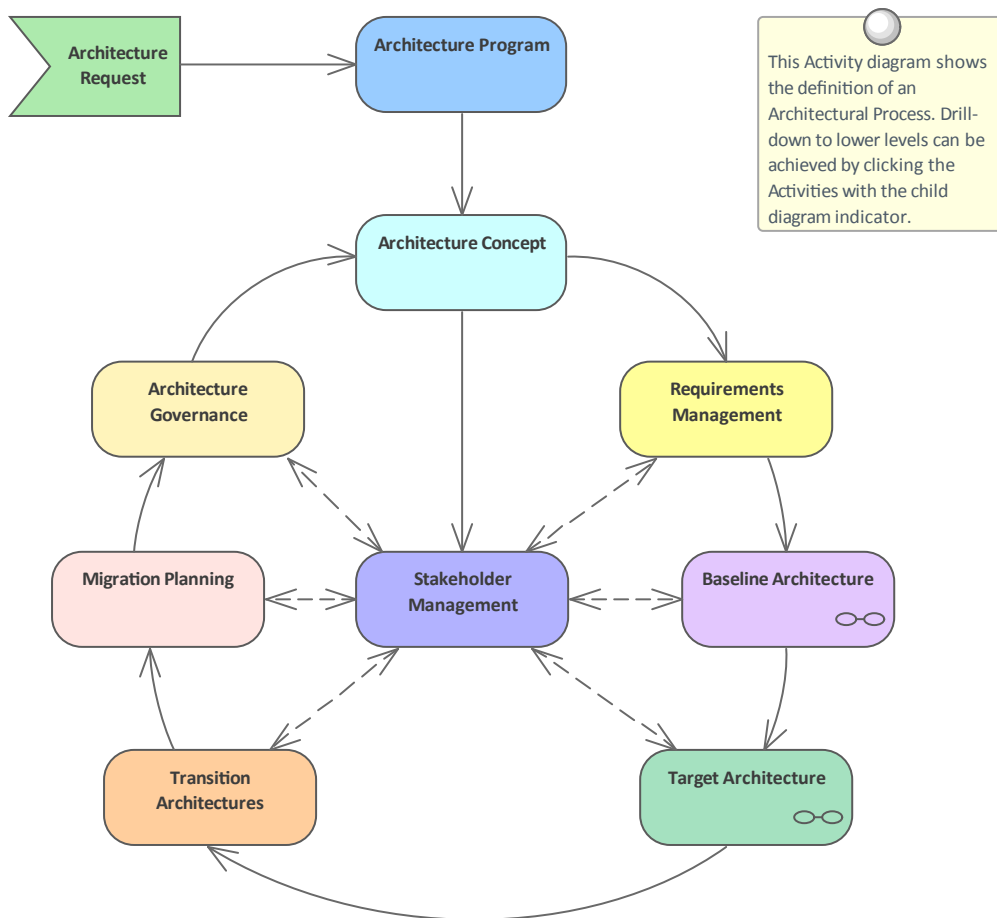 Architecture
Request
Architecture Program
This Activity diagram shows
the definition of an
Architectural Process. Drill-
down to lower levels can be
achieved by clicking the
Activities with the child
diagram indicator.
Architecture Concept
Architecture
Governance
Requirements
Management
Migration Planning
Stakeholder
Management
Baseline Architecture
Transition
Architectures
Target Architecture